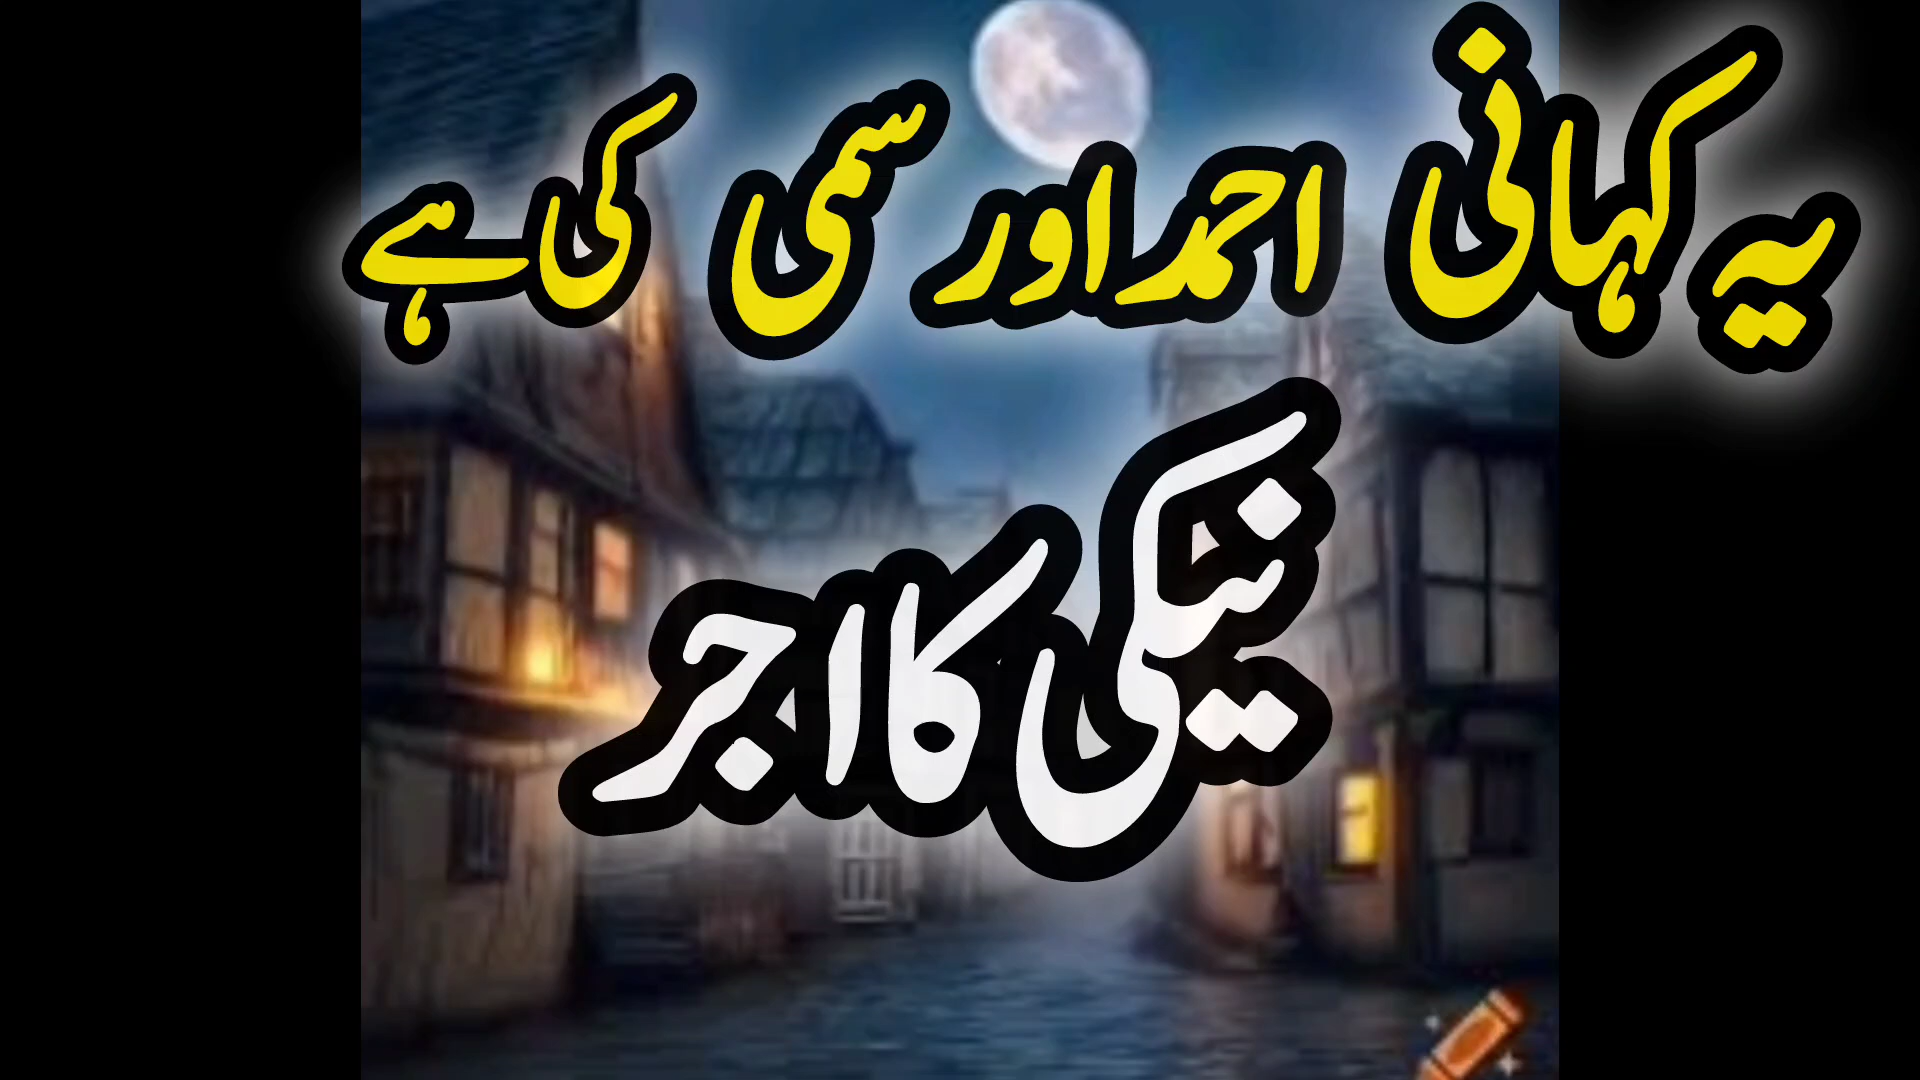 یہ کہانی احمد اور سمی کی ہے
نیکی کا اجر